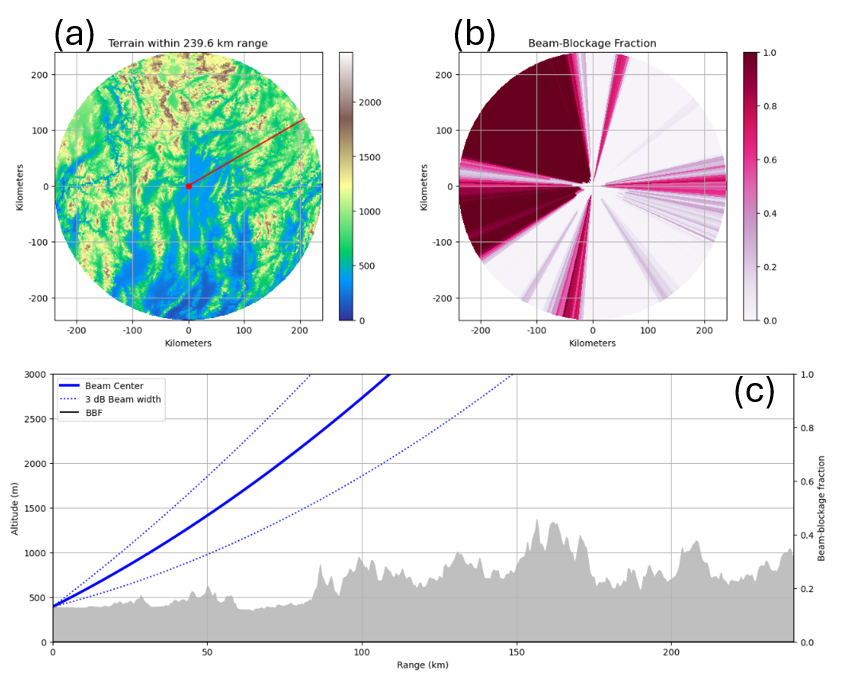 (a)
Terrain within 239.6 km range
200
100
0
-100
-200
Kilometers
-200 -100 0 100 200
Kilometers
2000
1500
1000
500
0
(b)
Beam-Blockage Fraction
200
100
0
-100
-200
Kilometers
-200 -100 0 100 200
Kilometers
1.0
0.8
0.6
0.4
0.2
0.0
(c)
Beam Center
3 dB Beam width
BBF
3000
2500
2000
1500
1000
500
0
Altitude (m)
0 50 100 150 200
Range (km)
1.0
0.8
0.6
0.4
0.2
0.0
Beam-blockage fraction